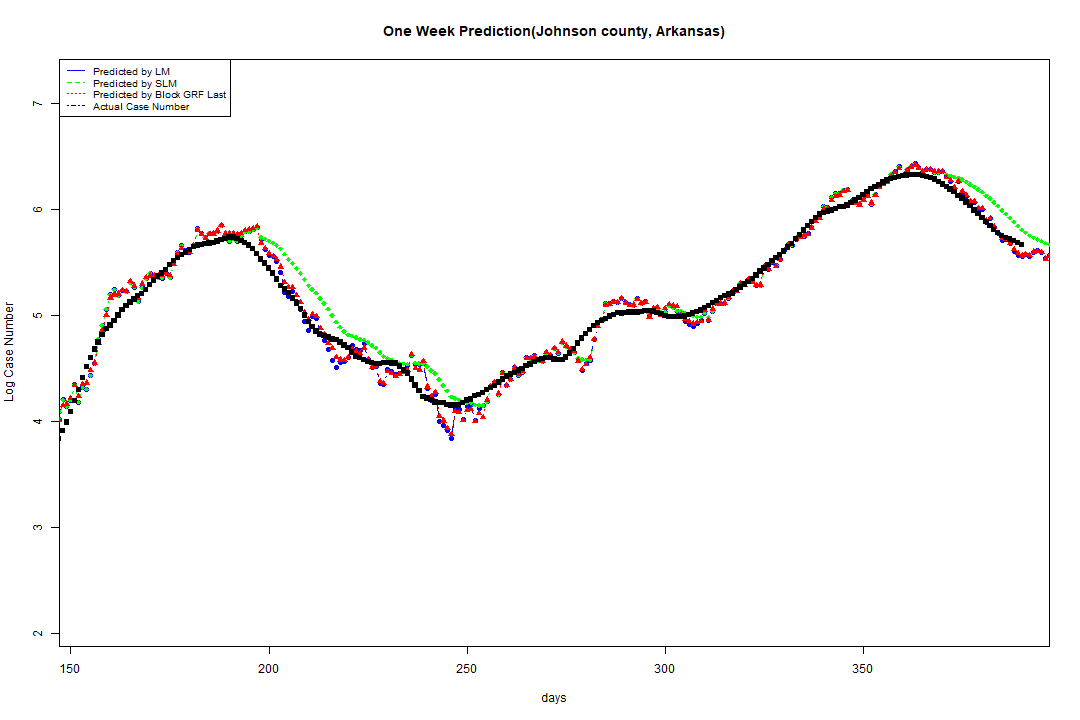 One Week Prediction(Johnson county, Arkansas)
Predicted by LM
Predicted by SLM
Predicted by Block GRF Last
Actual Case Number
7
6
5
4
3
2
Log Case Number
150 200 250 300 350
days